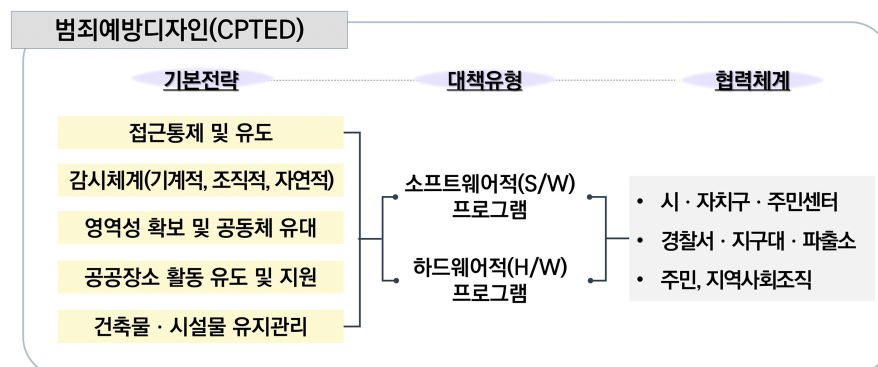 범죄예방디자인(CPTED)
기본전략
대책유형
협력체계
접근통제 및 유도
감시체계(기계적, 조직적, 자연적)
영역성 확보 및 공동체 유대
공공장소 활동 유도 및 지원
건축물 · 시설물 유지관리
소프트웨어적(S/W)
프로그램
하드웨어적(H/W)
프로그램
• 시 · 자치구 · 주민센터
• 경찰서 · 지구대 · 파출소
• 주민, 지역사회조직